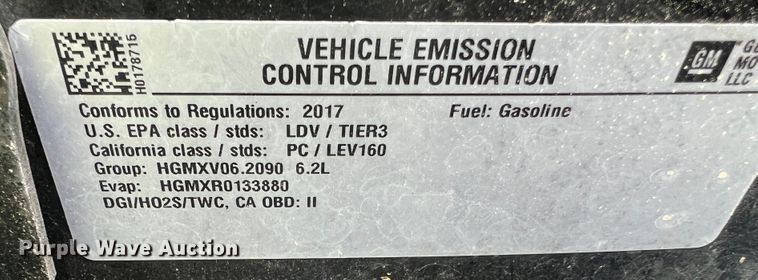 H0178716
VEHICLE EMISSION
CONTROL INFORMATION
GM
MO
LLC
Conforms to Regulations: 2017 Fuel: Gasoline
U.S. EPA class / stds: LDV / TIER3
California class / stds: PC / LEV160
Group: HGMXV06.2090 6.2L
Evap: HGMXR0133880
DGI/HO2S/TWC, CA OBD: II
Purple Wave Auction